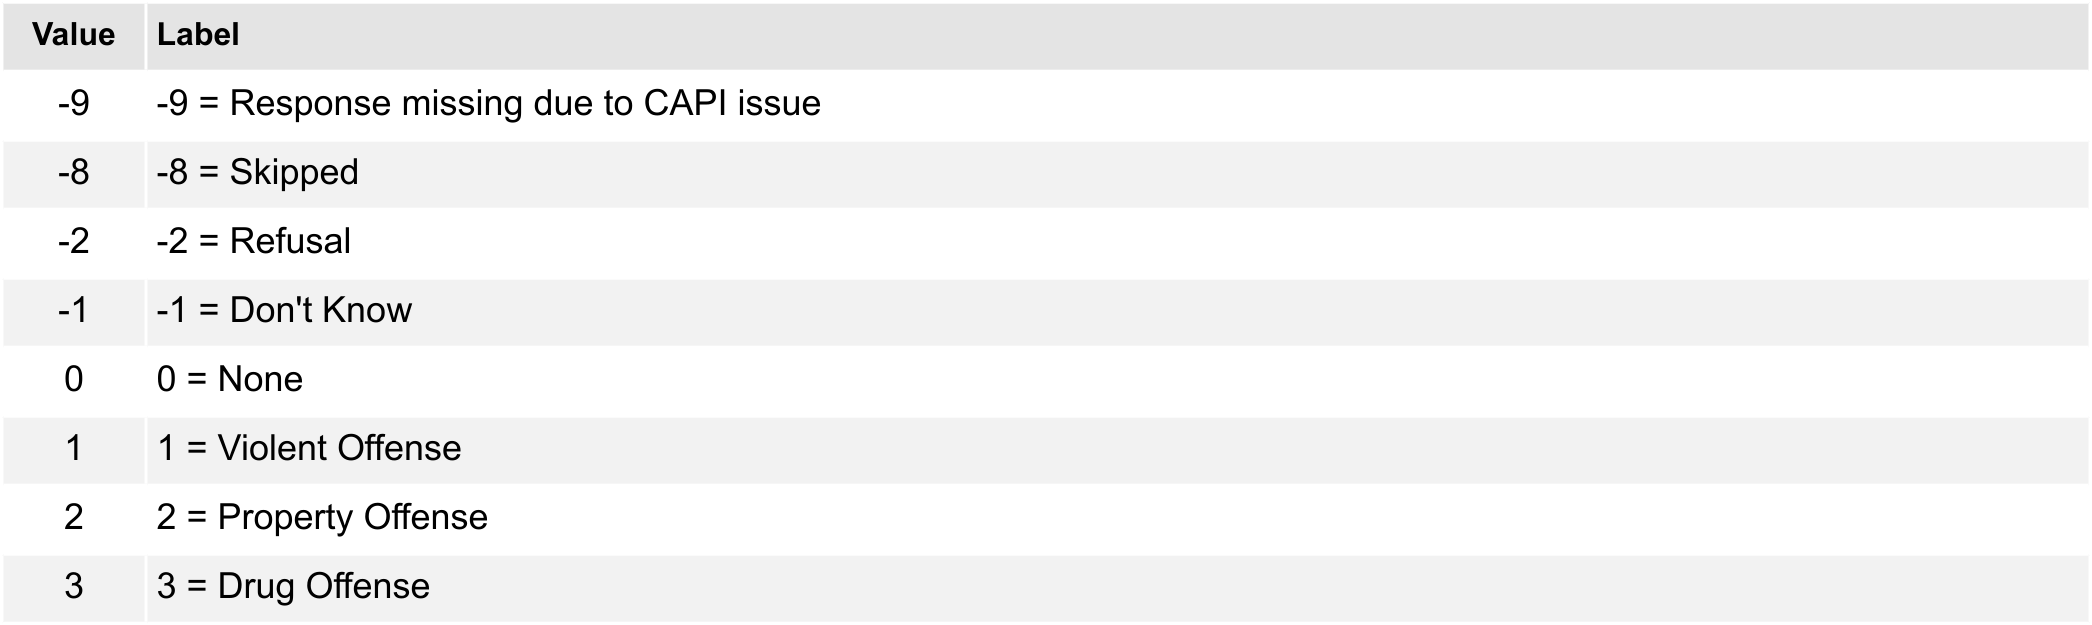 Value Label
-9 -9 = Response missing due to CAPI issue
-8 -8 = Skipped
-2 -2 = Refusal
-1 -1 = Don't Know
0 0 = None
1 1 = Violent Offense
2 2 = Property Offense
3 3 = Drug Offense